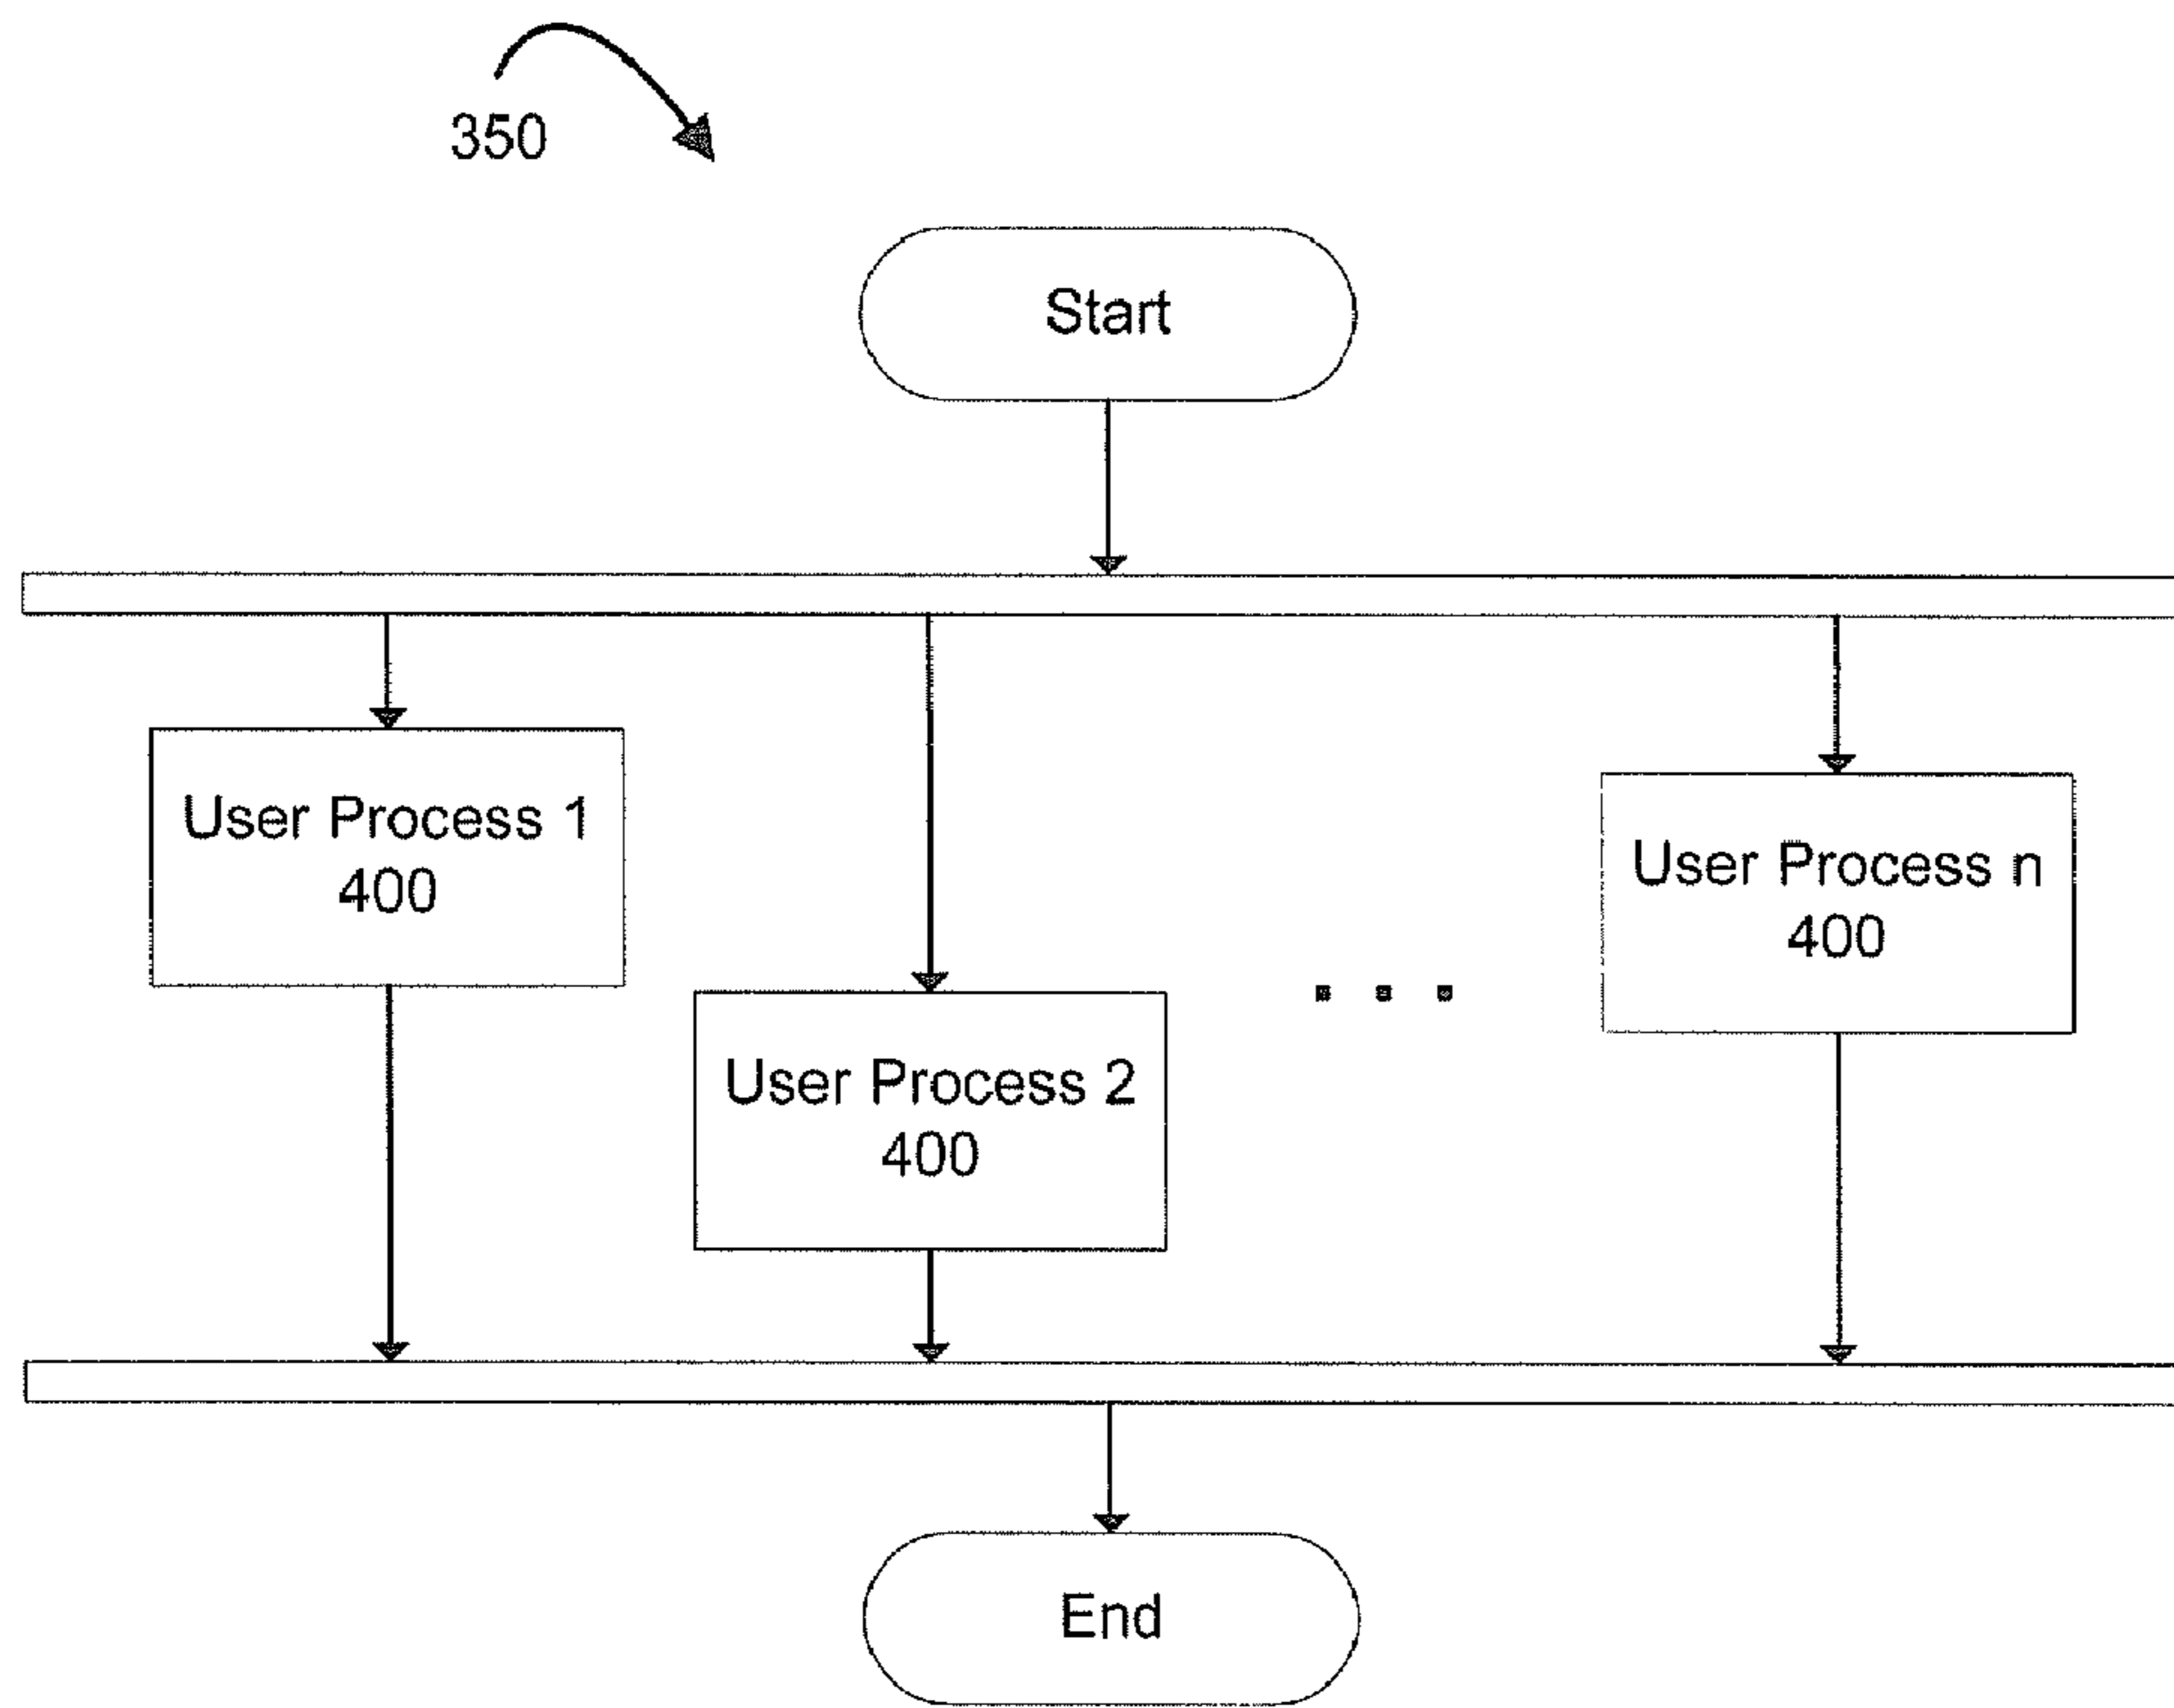 350
Start
User Process 1
400
User Process n
400
User Process 2
400
End